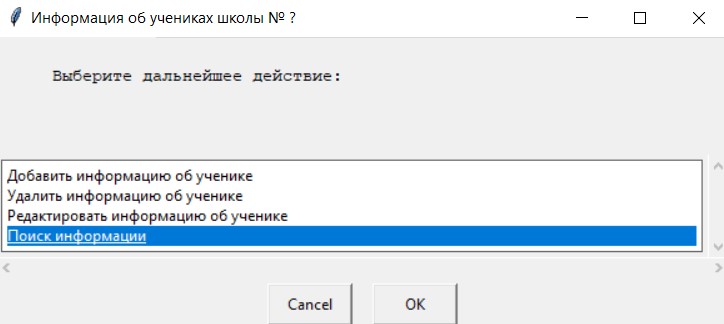 Информация об учениках школы № ?
Выберите дальнейшее действие:
Добавить информацию об ученике
Удалить информацию об ученике
Редактировать информацию об ученике
Поиск информации
Cancel OK